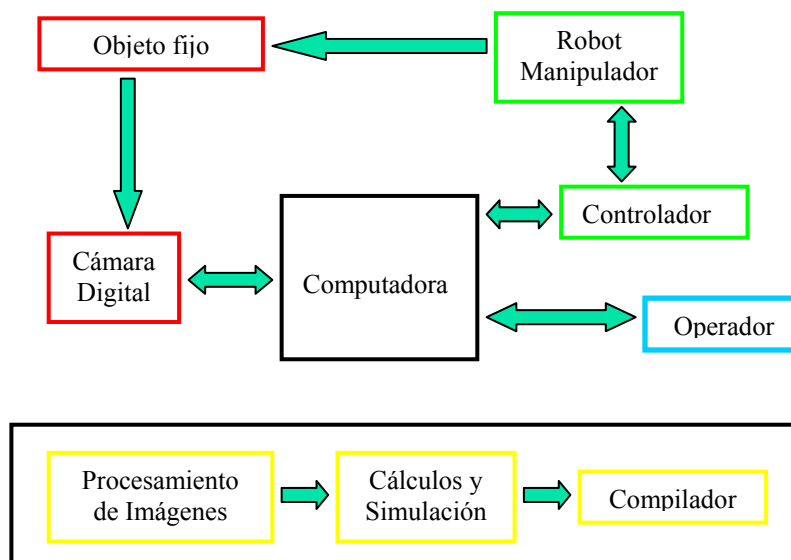 Objeto fijo
Robot
Manipulador
Controlador
Cámara
Digital
Computadora
Operador
Procesamiento
de Imágenes
Cálculos y
Simulación
Compilador